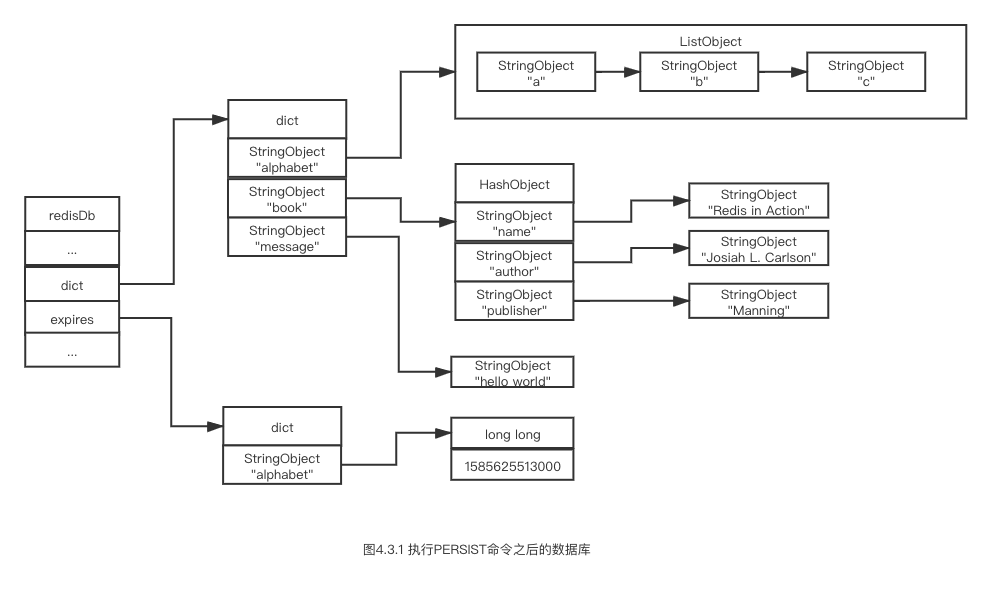 redisDb
...
dict
expires
...
dict
StringObject
"alphabet"
StringObject
"book"
StringObject
"message"
ListObject
StringObject
"a"
StringObject
"b"
StringObject
"c"
HashObject
StringObject
"name"
StringObject
"author"
StringObject
"publisher"
StringObject
"Redis in Action"
StringObject
"Josiah L. Carlson"
StringObject
"Manning"
StringObject
"hello world"
dict
StringObject
"alphabet"
long long
1585625513000
图4.3.1 执行PERSIST命令之后的数据库